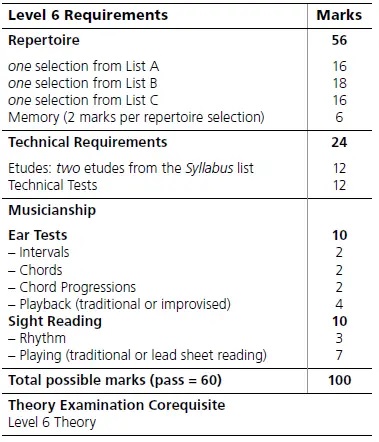 Level 6 Requirements Marks
Repertoire 56
one selection from List A 16
one selection from List B 18
one selection from List C 16
Memory (2 marks per repertoire selection) 6
Technical Requirements 24
Etudes: two etudes from the Syllabus list 12
Technical Tests 12
Musicianship
Ear Tests 10
– Intervals 2
– Chords 2
– Chord Progressions 2
– Playback (traditional or improvised) 4
Sight Reading 10
– Rhythm 3
– Playing (traditional or lead sheet reading) 7
Total possible marks (pass = 60) 100
Theory Examination Corequisite
Level 6 Theory